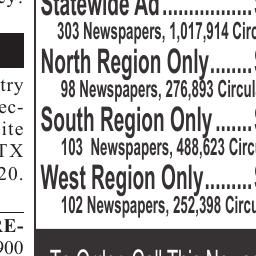 Statewide Ad
303 Newspapers, 1,017,914 Circ
North Region Only
98 Newspapers, 276,893 Circul
South Region Only
103 Newspapers, 488,623 Circ
West Region Only
102 Newspapers, 252,398 Circu
try
ec-
ite
TX
20.
RE-
900